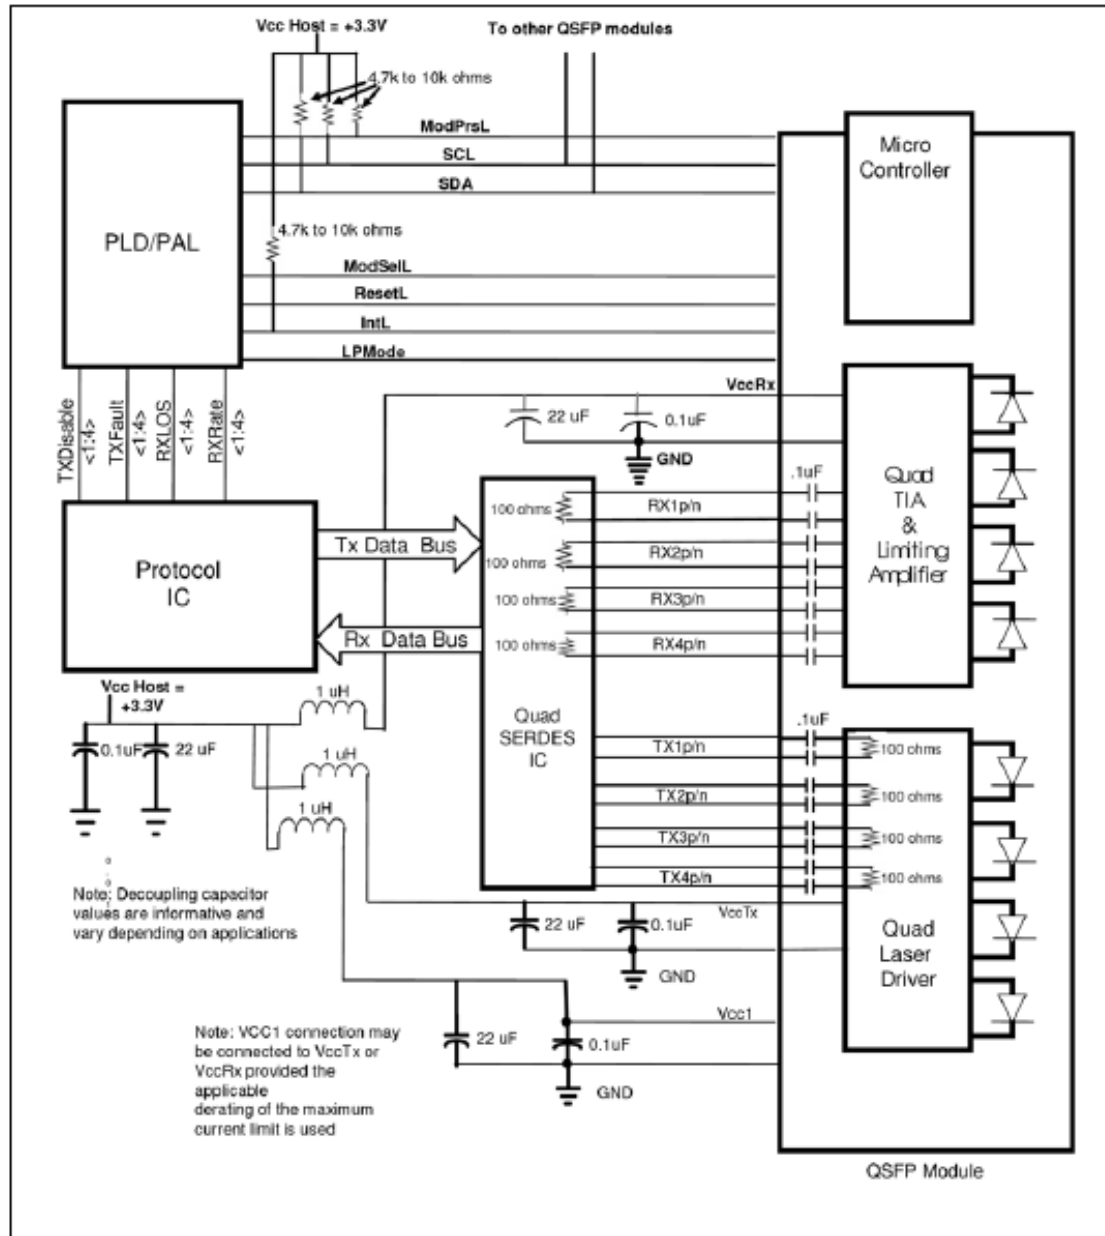 Vcc Host = +3.3V
To other QSFP modules
4.7k to 10k ohms
ModPrsL
SCL
SDA
Micro
Controller
PLD/PAL
4.7k to 10k ohms
ModSelL
ResetL
IntL
LPMode
TXDisable
<1:4>
TXFault
<1:4>
RXLOS
<1:4>
RXRate
<1:4>
VccRx
22 uF
0.1uF
GND
.1uF
Quad
TIA
&
Limiting
Amplifier
100 ohms
RX1p/n
100 ohms
RX2p/n
100 ohms
RX3p/n
100 ohms
RX4p/n
Tx Data Bus
Protocol
IC
Rx Data Bus
Vcc Host =
+3.3V
0.1uF
22 uF
1 uH
1 uH
1 uH
Quad
SERDES
IC
.1uF
TX1p/n
100 ohms
TX2p/n
100 ohms
TX3p/n
100 ohms
TX4p/n
100 ohms
Note: Decoupling capacitor
values are informative and
vary depending on applications
VccTx
22 uF
0.1uF
GND
Quad
Laser
Driver
Vcc1
22 uF
0.1uF
GND
Note: VCC1 connection may
be connected to VccTx or
VccRx provided the
applicable
derating of the maximum
current limit is used
QSFP Module